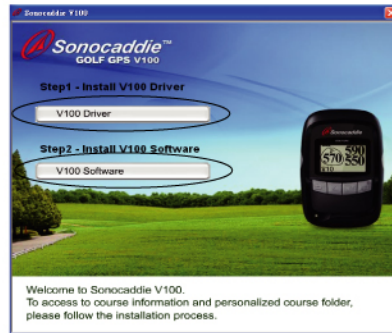 Sonocaddie V100
Sonocaddie™
GOLF GPS V100
Step1 - Install V100 Driver
V100 Driver
Step2 - Install V100 Software
V100 Software
Sonocaddie
570 590
550
Welcome to Sonocaddie V100.
To access to course information and personalized course folder,
please follow the installation process.